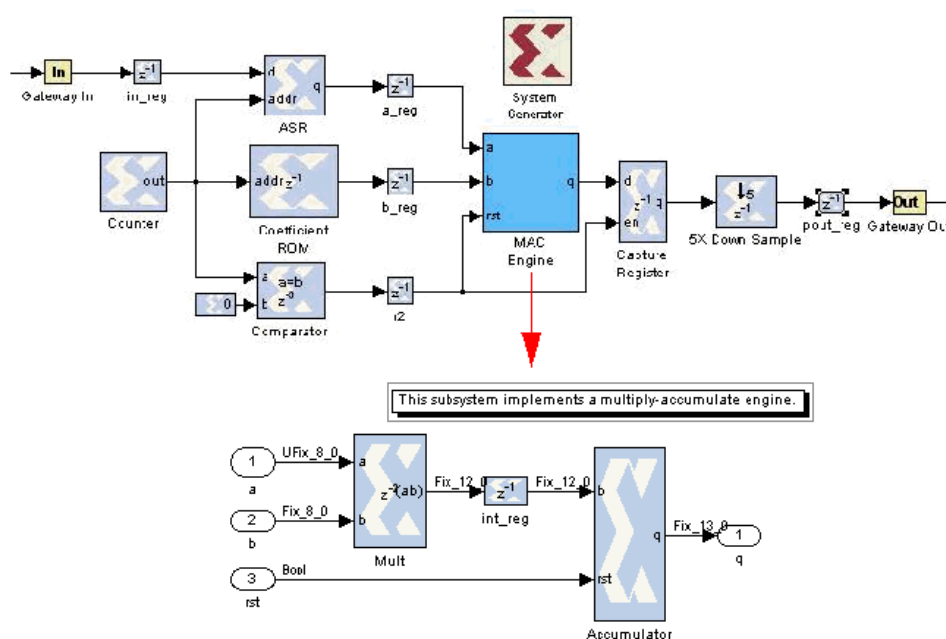 In
Gateway In
z⁻¹
in_reg
d
addr
q
ASR
z⁻¹
a_reg
System
Generator
out
Counter
addr z⁻¹
Coefficient
ROM
z⁻¹
b_reg
a
b
rst
q
MAC
Engine
d
z⁻¹ q
en
Capture
Register
↓5
z⁻¹
5X Down Sample
z⁻¹
pout_reg
Out
Gateway Out
0
a
b
a=b
Comparator
z⁻¹
r2
This subsystem implements a multiply-accumulate engine.
1
a
UFix_8_0
2
b
Fix_8_0
3
rst
Bool
a
b
(ab)
Mult
Fix_12_0
z⁻¹
int_reg
Fix_12_0
b
rst
q
Accumulator
Fix_13_0
1
q